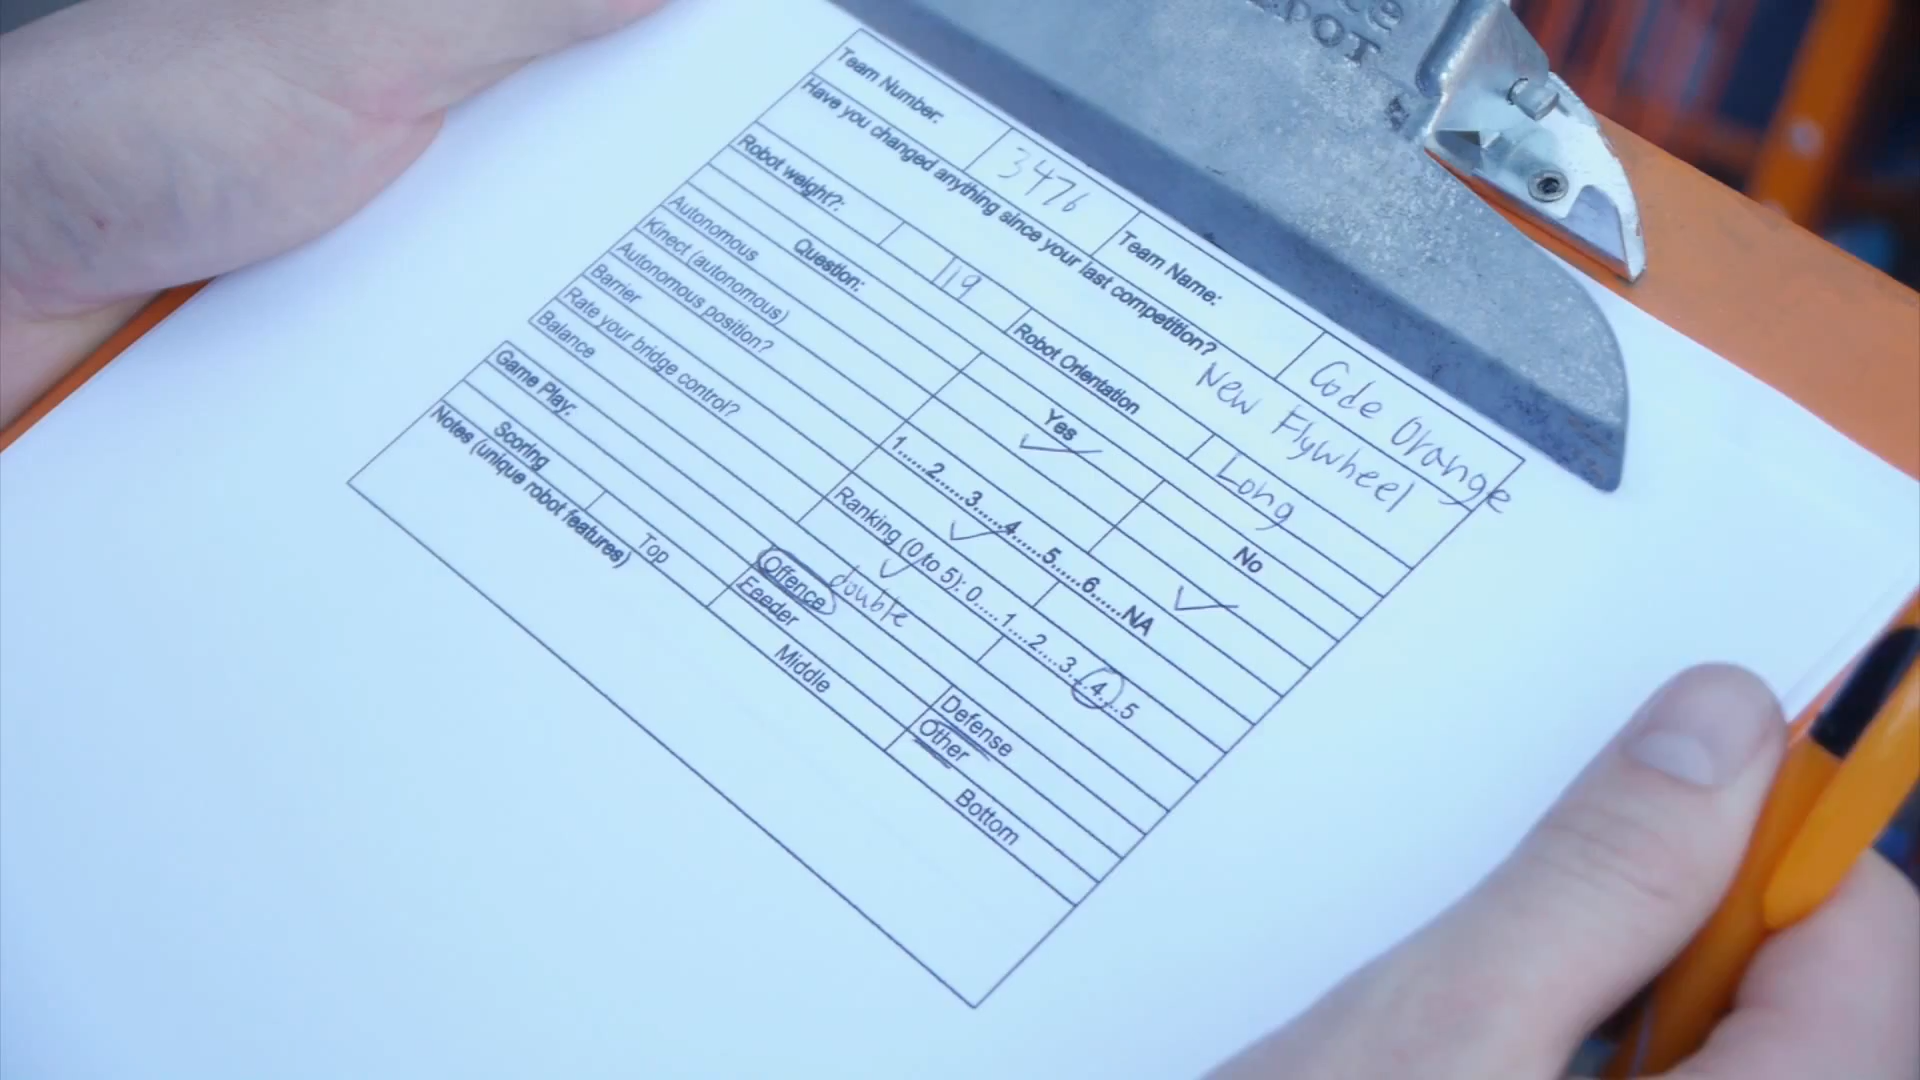 DEPOT
Team Number: 3476 Team Name: Code Orange
Have you changed anything since your last competition? New Flywheel
Robot weight?: 119 Robot Orientation Long
Question: Yes No
Autonomous ✓
Kinect (autonomous) ✓
Autonomous position? 1......2......3......4......5......6......NA
Barrier ✓
Rate your bridge control? Ranking (0 to 5): 0....1....2....3....4....5
Balance ✓ double
Game Play: Offence Defense
Feeder Other
Scoring Top Middle Bottom
Notes (unique robot features)